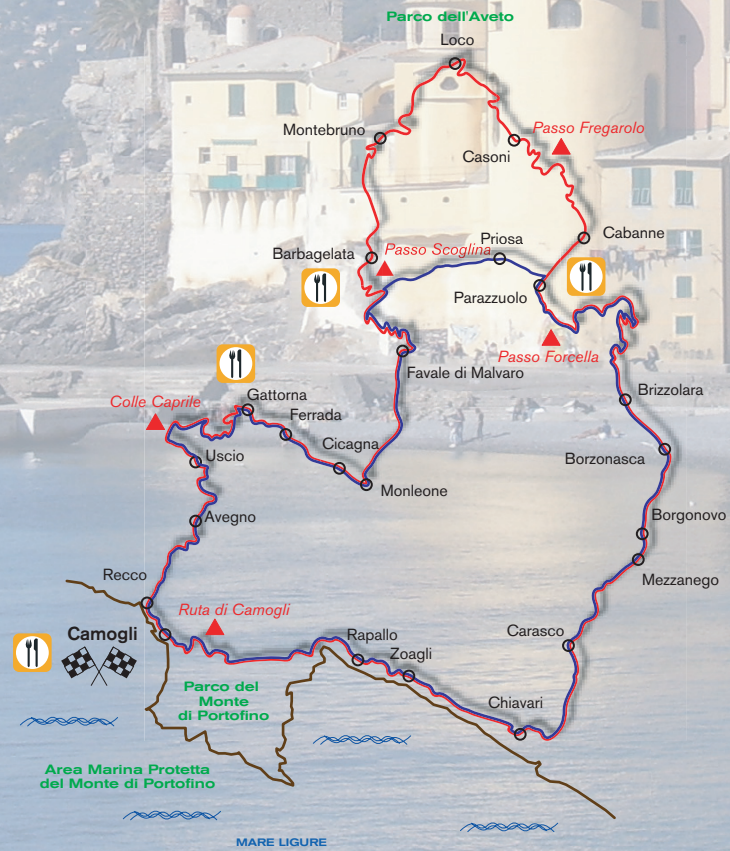 Parco dell'Aveto
Loco
Montebruno
Passo Fregarolo
Casoni
Cabanne
Priosa
Barbagelata
Passo Scoglina
Parazzuolo
Passo Forcella
Favale di Malvaro
Gattorna
Colle Caprile
Ferrada
Brizzolara
Cicagna
Uscio
Borzonasca
Monleone
Avegno
Borgonovo
Recco
Mezzanego
Ruta di Camogli
Camogli
Rapallo
Carasco
Zoagli
Parco del
Monte
di Portofino
Chiavari
Area Marina Protetta
del Monte di Portofino
MARE LIGURE